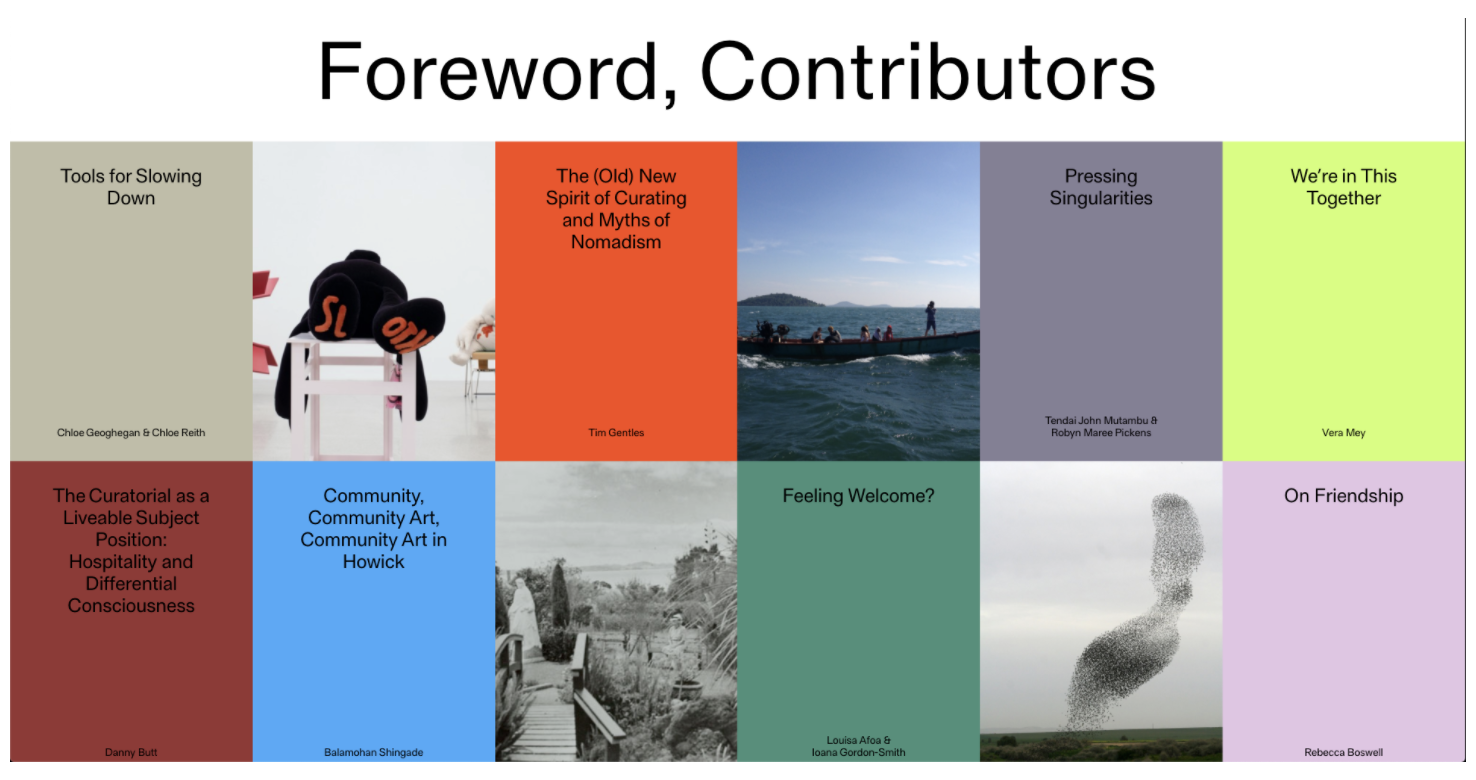 Foreword, Contributors
Tools for Slowing
Down
Chloe Geoghegan & Chloe Reith
SL
OTH
The (Old) New
Spirit of Curating
and Myths of
Nomadism
Tim Gentles
Pressing
Singularities
Tendai John Mutambu &
Robyn Maree Pickens
We're in This
Together
Vera Mey
The Curatorial as a
Liveable Subject
Position:
Hospitality and
Differential
Consciousness
Danny Butt
Community,
Community Art,
Community Art in
Howick
Balamohan Shingade
Feeling Welcome?
Louisa Afoa &
Ioana Gordon-Smith
On Friendship
Rebecca Boswell